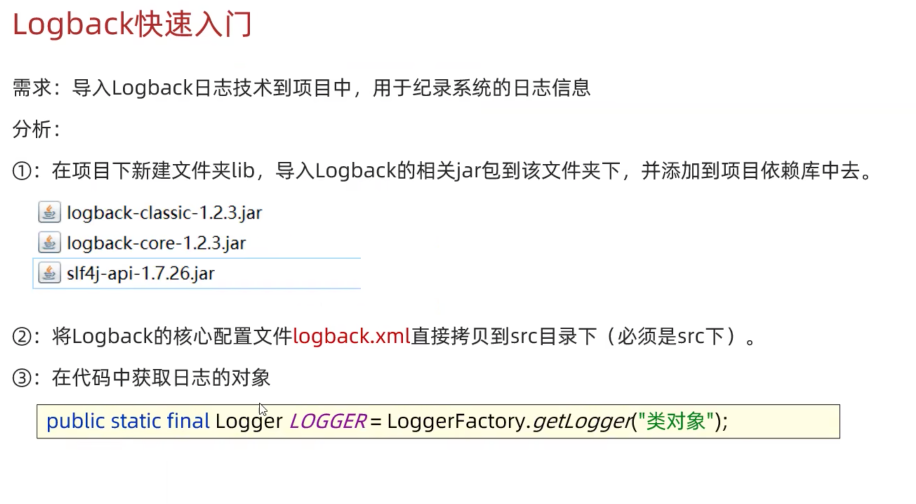 Logback快速入门
需求：导入Logback日志技术到项目中，用于纪录系统的日志信息
分析：
①：在项目下新建文件夹lib，导入Logback的相关jar包到该文件夹下，并添加到项目依赖库中去。
logback-classic-1.2.3.jar
logback-core-1.2.3.jar
slf4j-api-1.7.26.jar
②：将Logback的核心配置文件logback.xml直接拷贝到src目录下（必须是src下）。
③：在代码中获取日志的对象
public static final Logger LOGGER = LoggerFactory.getLogger("类对象");